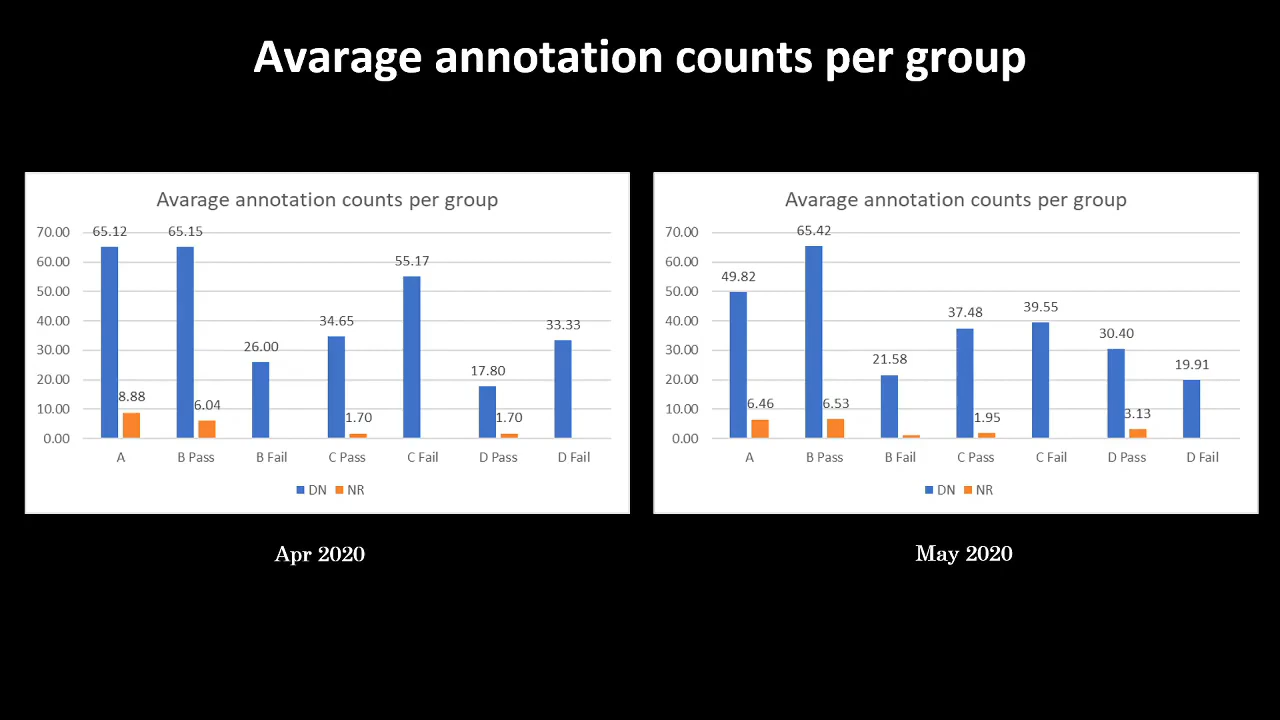 Avarage annotation counts per group
Avarage annotation counts per group
70.00
60.00
50.00
40.00
30.00
20.00
10.00
0.00
65.12
8.88
65.15
6.04
26.00
34.65
1.70
55.17
17.80
1.70
33.33
A
B Pass
B Fail
C Pass
C Fail
D Pass
D Fail
DN
NR
Apr 2020
Avarage annotation counts per group
70.00
60.00
50.00
40.00
30.00
20.00
10.00
0.00
49.82
6.46
65.42
6.53
21.58
37.48
1.95
39.55
30.40
3.13
19.91
A
B Pass
B Fail
C Pass
C Fail
D Pass
D Fail
DN
NR
May 2020